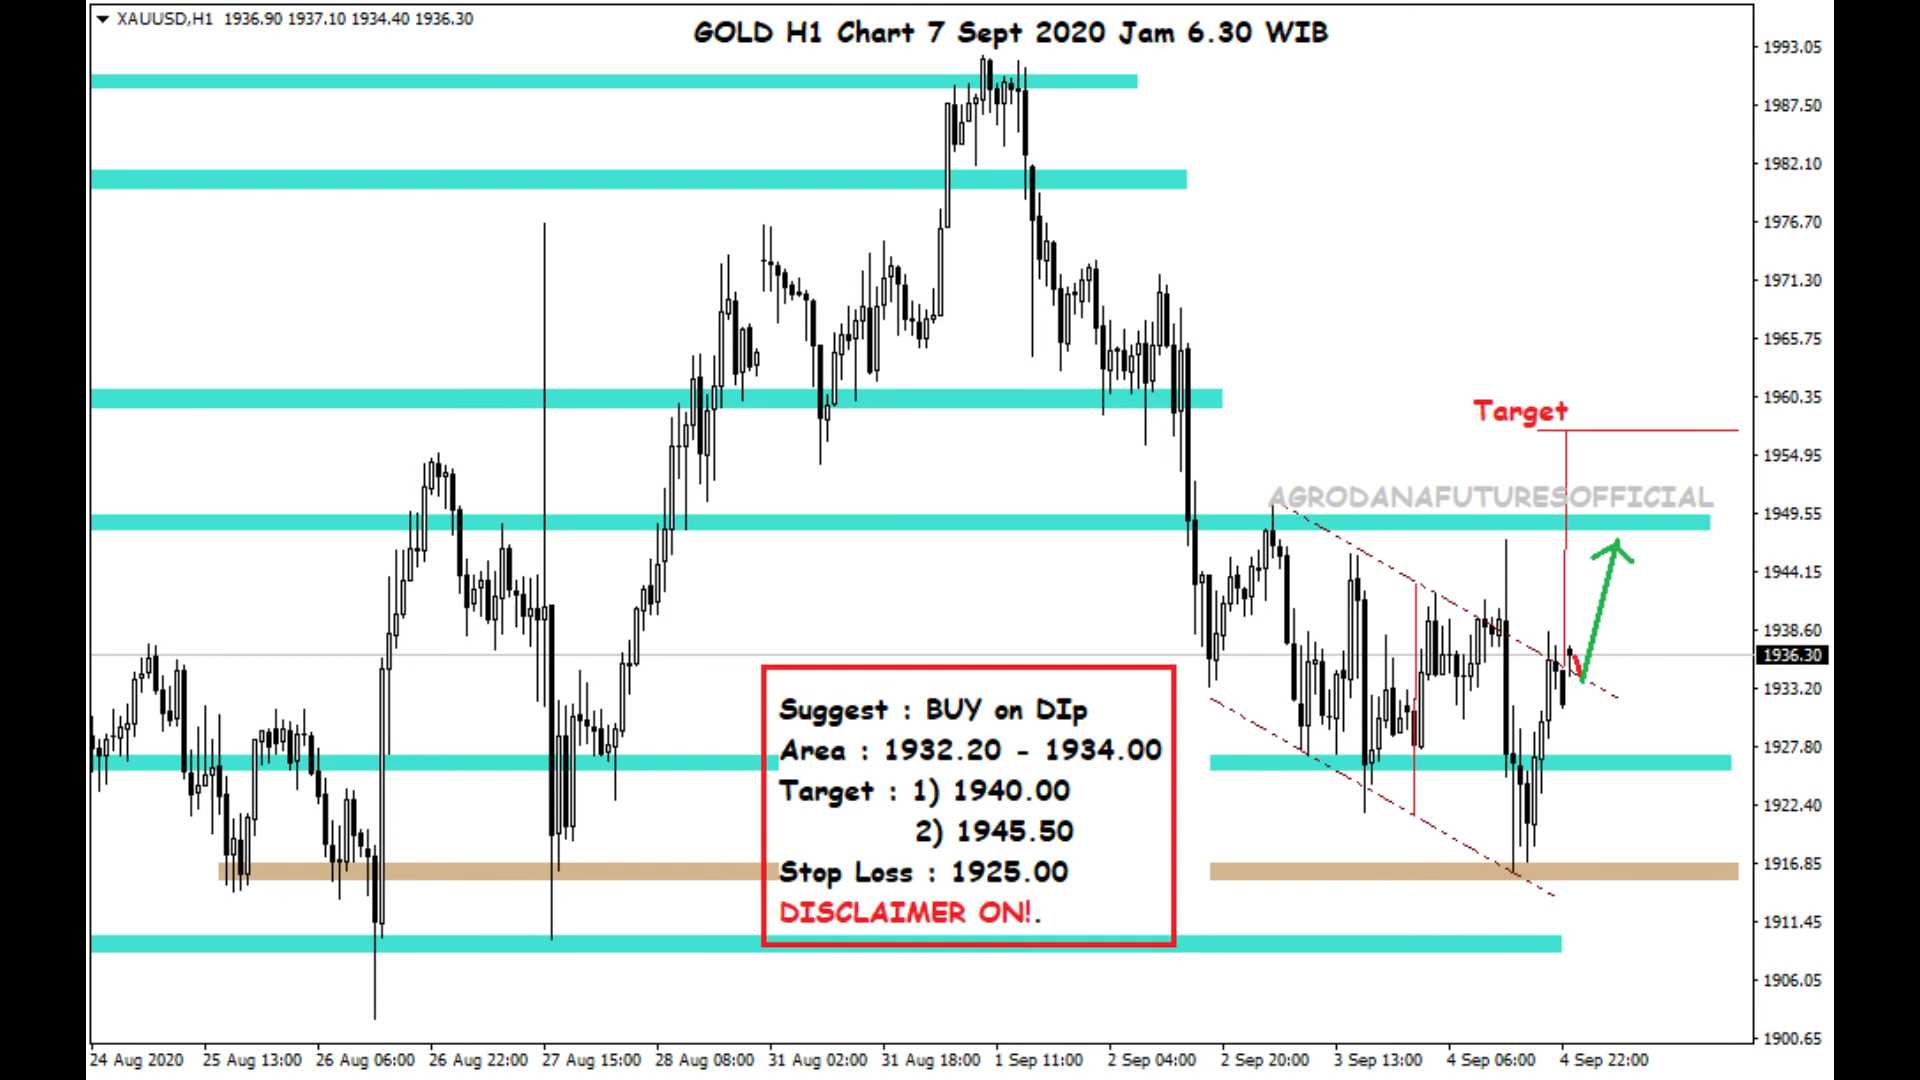 XAUUSD,H1 1936.90 1937.10 1934.40 1936.30
GOLD H1 Chart 7 Sept 2020 Jam 6.30 WIB
1993.05
1987.50
1982.10
1976.70
1971.30
1965.75
1960.35
Target
1954.95
AGRODANAFUTURESOFFICIAL
1949.55
1944.15
1938.60
1936.30
1933.20
Suggest : BUY on DIp
Area : 1932.20 - 1934.00
1927.80
Target : 1) 1940.00
1922.40
2) 1945.50
1916.85
Stop Loss : 1925.00
DISCLAIMER ON!.
1911.45
1906.05
1900.65
24 Aug 2020 25 Aug 13:00 26 Aug 06:00 26 Aug 22:00 27 Aug 15:00 28 Aug 08:00 31 Aug 02:00 31 Aug 18:00 1 Sep 11:00 2 Sep 04:00 2 Sep 20:00 3 Sep 13:00 4 Sep 06:00 4 Sep 22:00